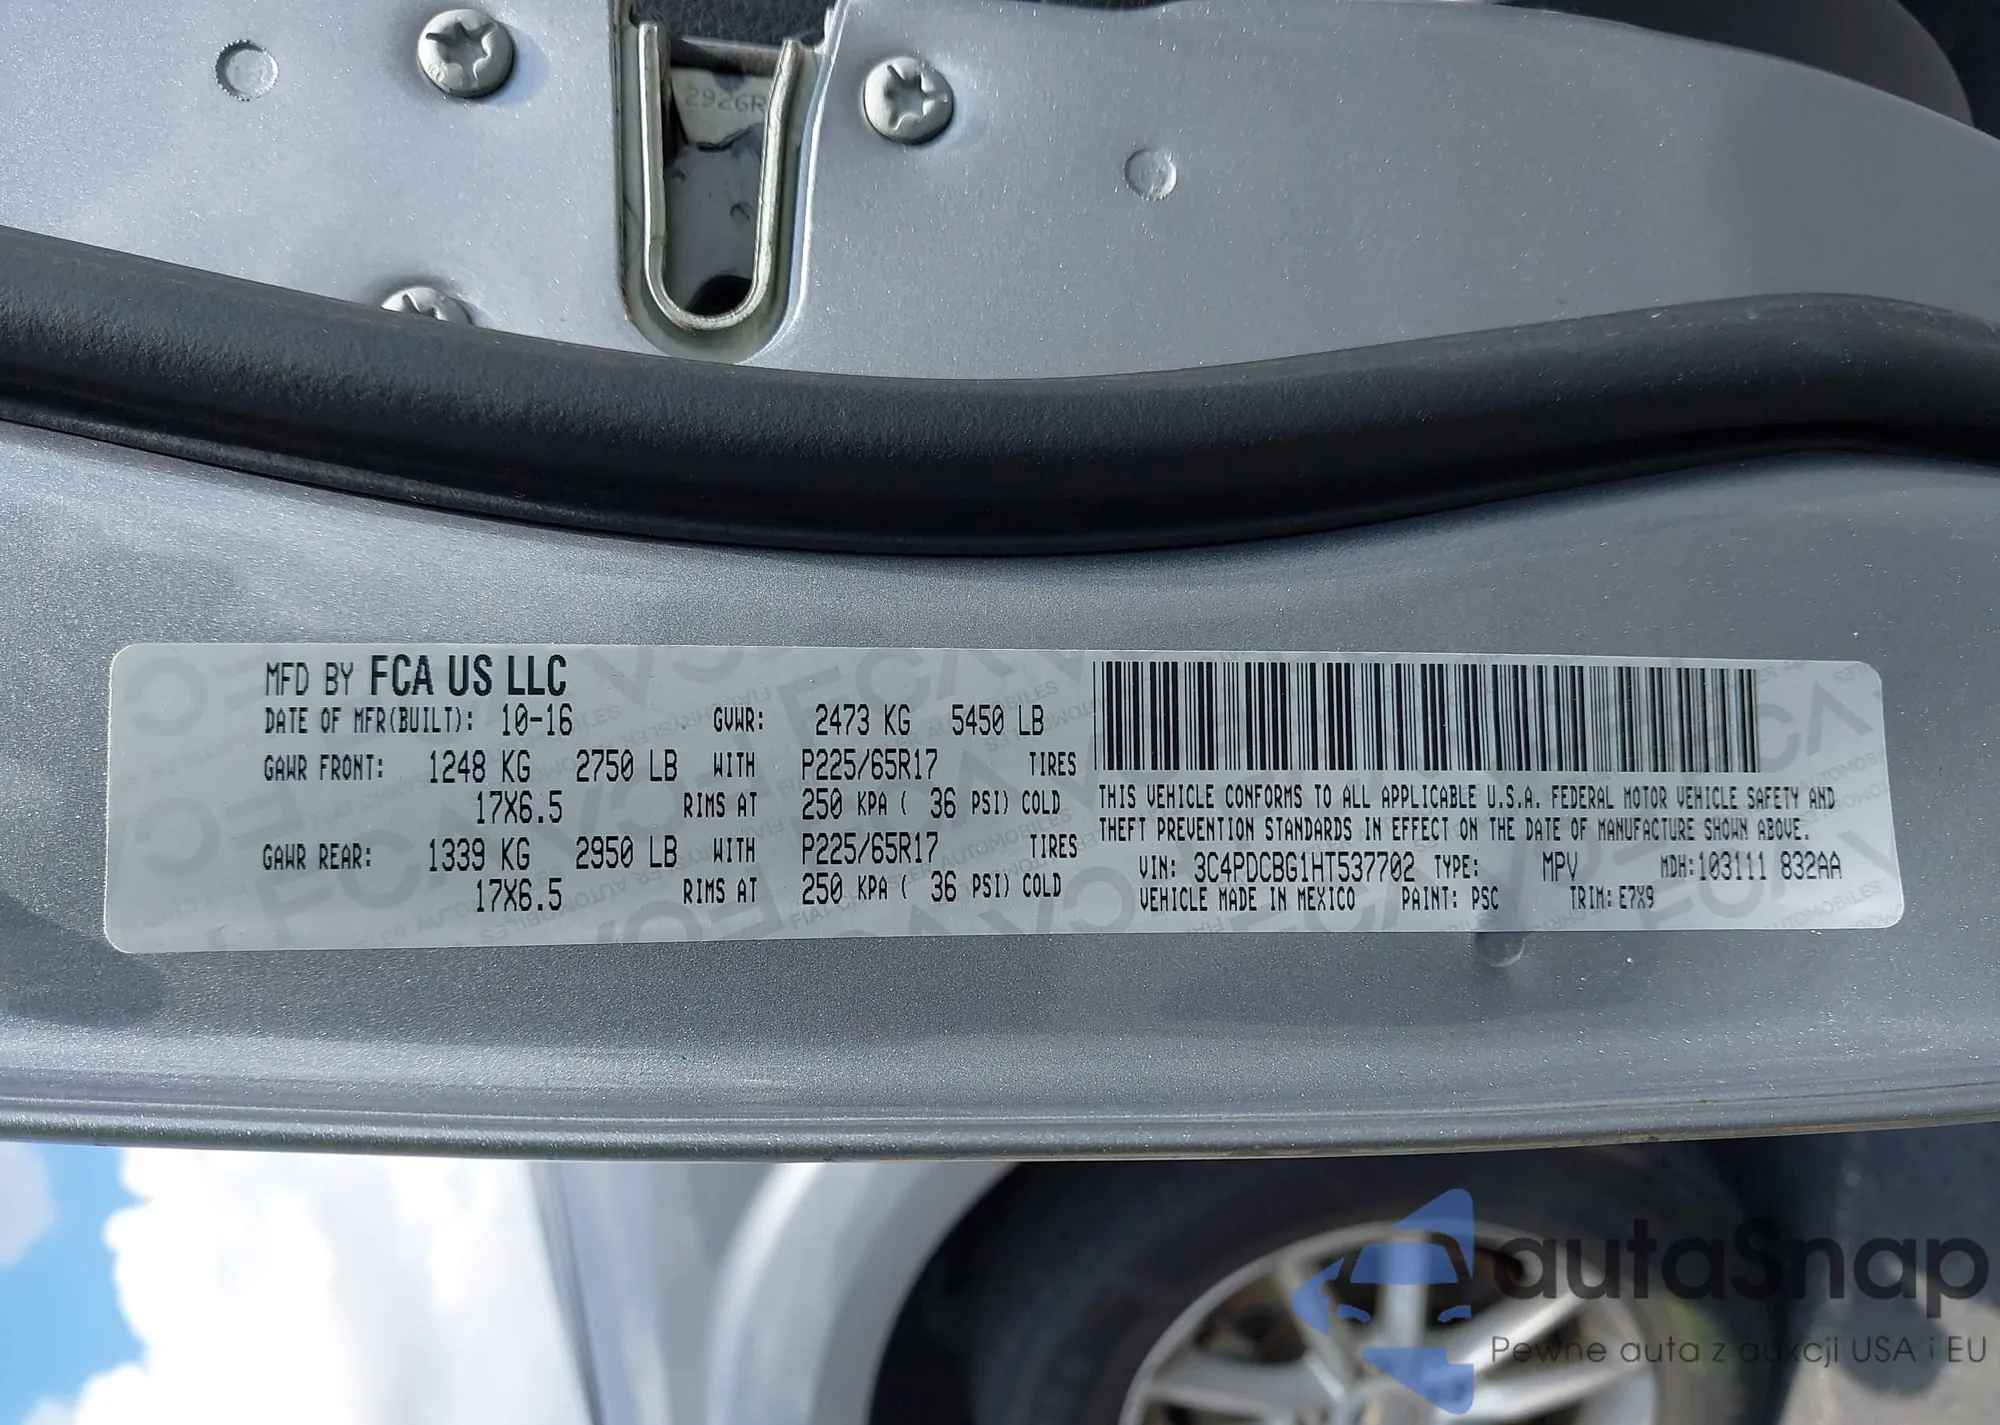 2926R
MFD BY FCA US LLC
DATE OF MFR(BUILT): 10-16 GVWR: 2473 KG 5450 LB
GAWR FRONT: 1248 KG 2750 LB WITH P225/65R17 TIRES
17X6.5 RIMS AT 250 KPA ( 36 PSI) COLD
GAWR REAR: 1339 KG 2950 LB WITH P225/65R17 TIRES
17X6.5 RIMS AT 250 KPA ( 36 PSI) COLD
THIS VEHICLE CONFORMS TO ALL APPLICABLE U.S.A. FEDERAL MOTOR VEHICLE SAFETY AND
THEFT PREVENTION STANDARDS IN EFFECT ON THE DATE OF MANUFACTURE SHOWN ABOVE.
VIN: 3C4PDCBG1HT537702 TYPE: MPV MDH:103111 832AA
VEHICLE MADE IN MEXICO PAINT: PSC TRIM: E7X9
autaSnap
Pewne auta z aukcji USA i EU